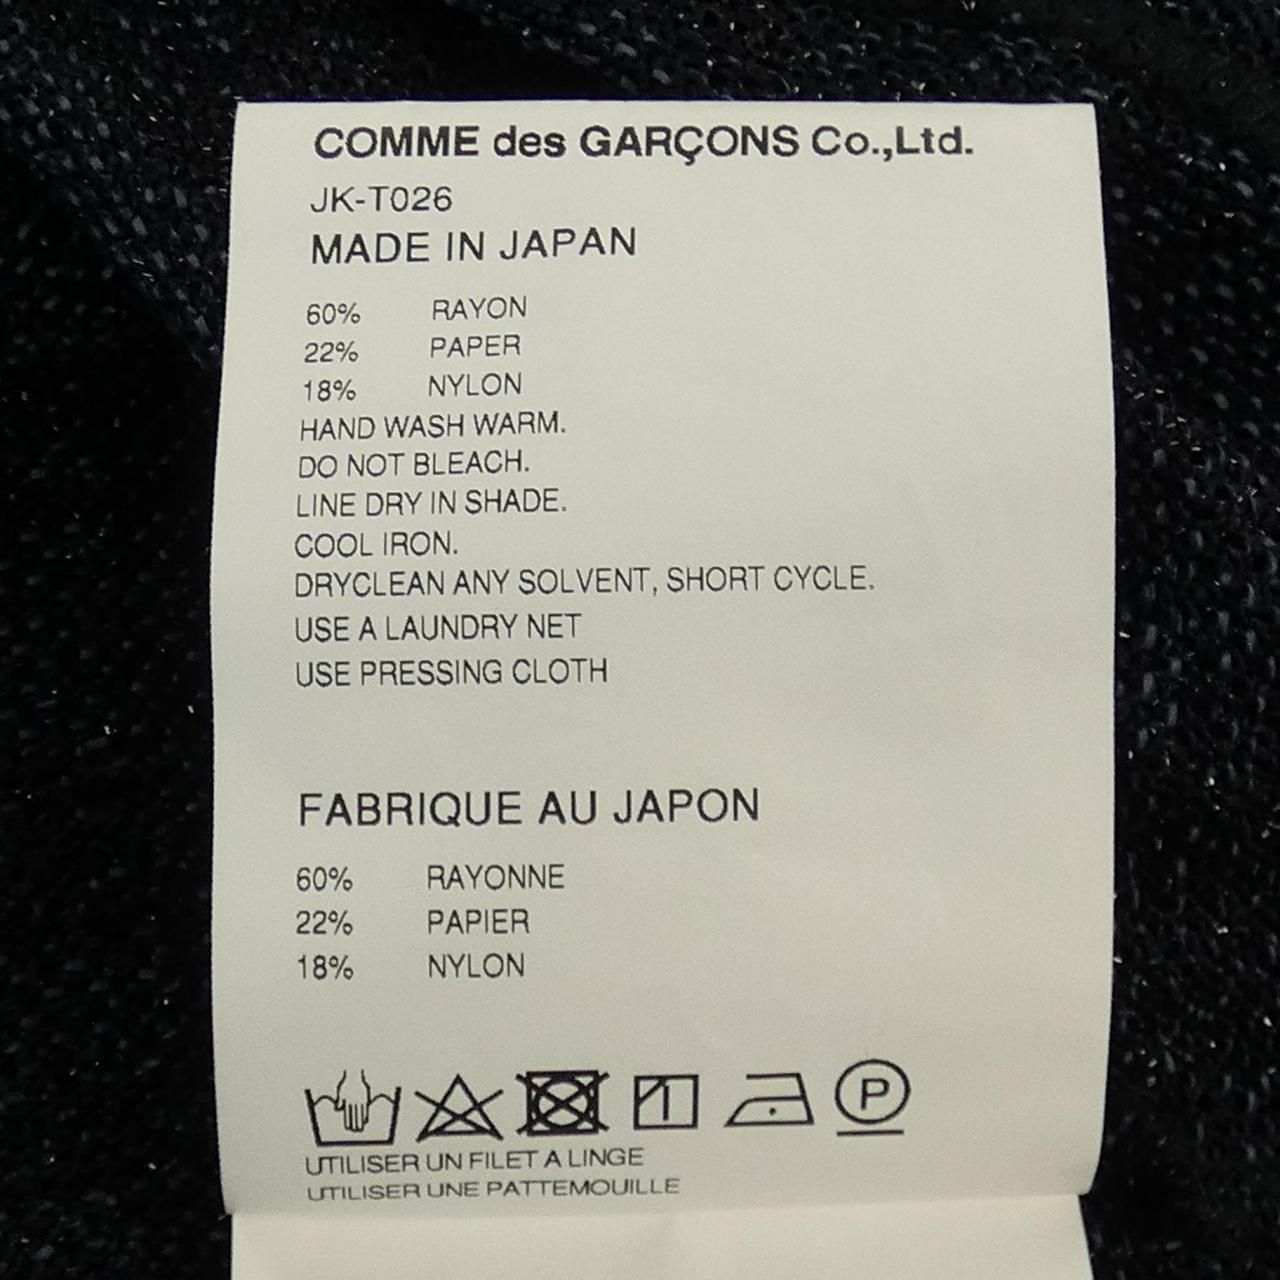 COMME des GARÇONS Co.,Ltd.
JK-T026
MADE IN JAPAN
60% RAYON
22% PAPER
18% NYLON
HAND WASH WARM.
DO NOT BLEACH.
LINE DRY IN SHADE.
COOL IRON.
DRYCLEAN ANY SOLVENT, SHORT CYCLE.
USE A LAUNDRY NET
USE PRESSING CLOTH
FABRIQUE AU JAPON
60% RAYONNE
22% PAPIER
18% NYLON
P
UTILISER UN FILET A LINGE
UTILISER UNE PATTEMOUILLE